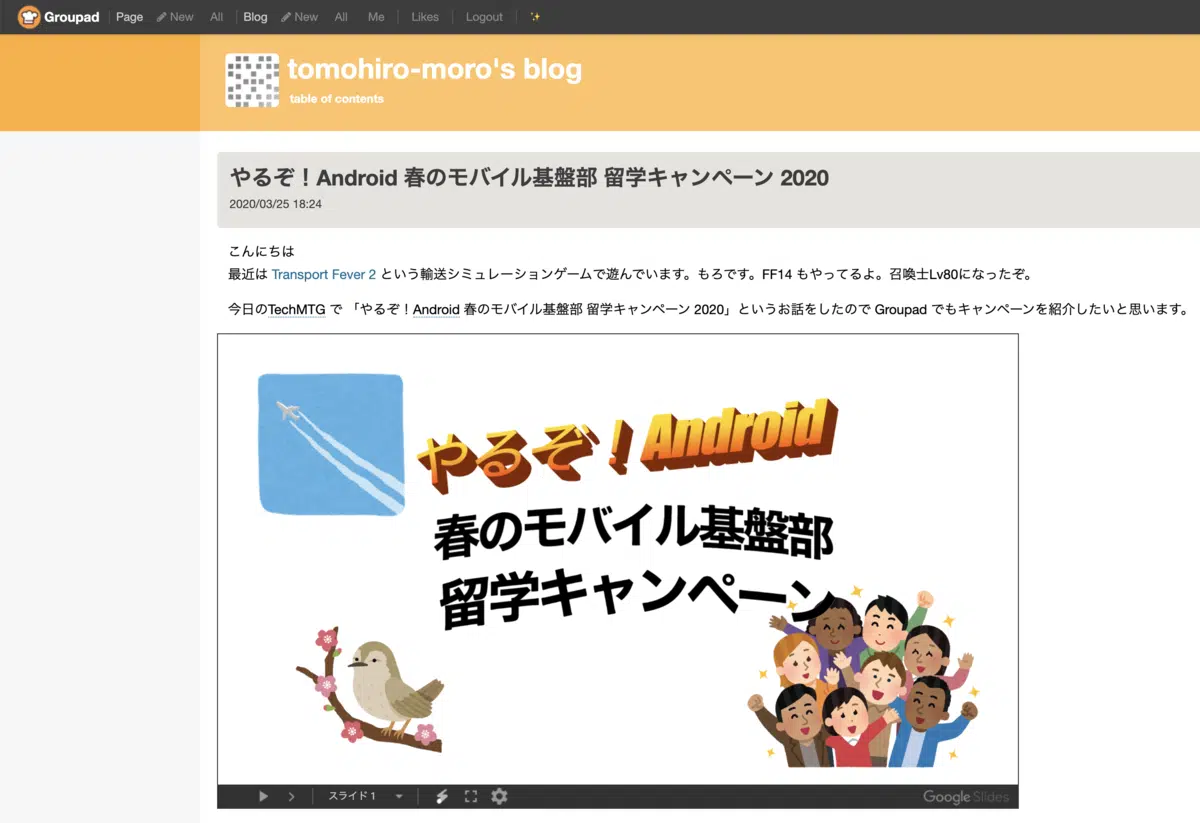 Groupad Page New All Blog New All Me Likes Logout
tomohiro-moro's blog
table of contents
やるぞ！Android 春のモバイル基盤部 留学キャンペーン 2020
2020/03/25 18:24
こんにちは
最近は Transport Fever 2 という輸送シミュレーションゲームで遊んでいます。もろです。FF14 もやってるよ。召喚士Lv80になったぞ。
今日のTechMTG で 「やるぞ！Android 春のモバイル基盤部 留学キャンペーン 2020」というお話をしたので Groupad でもキャンペーンを紹介したいと思います。
やるぞ！Android
春のモバイル基盤部
留学キャンペーン
スライド 1 Google Slides